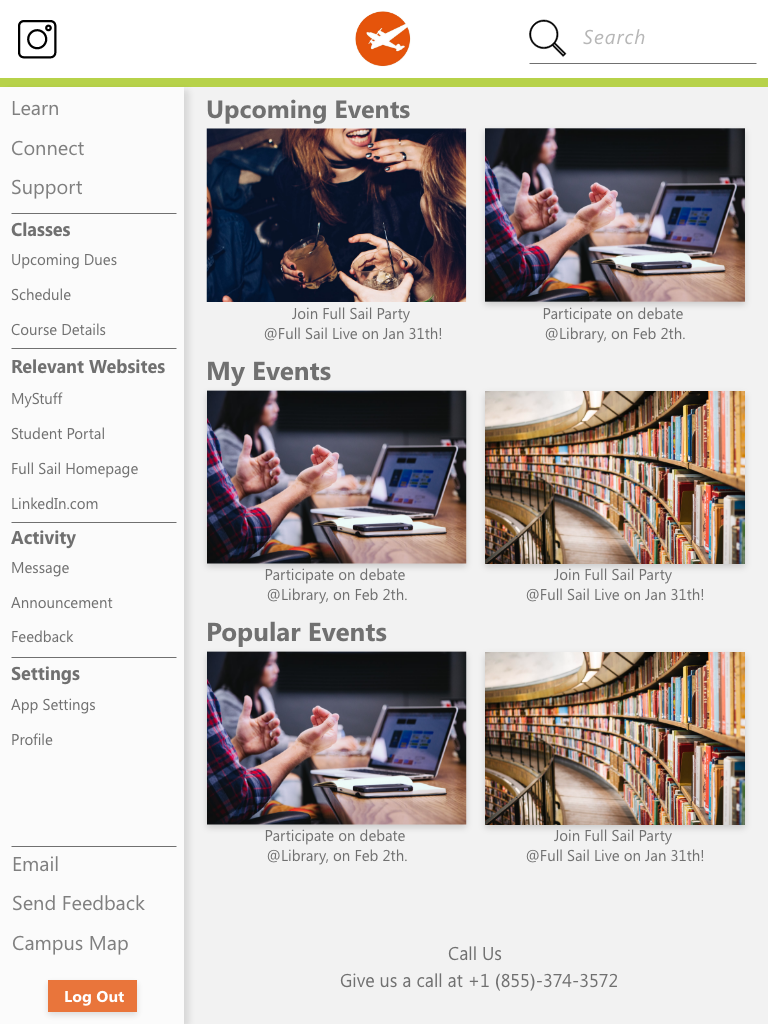 Search
Learn
Connect
Support
Classes
Upcoming Dues
Schedule
Course Details
Relevant Websites
MyStuff
Student Portal
Full Sail Homepage
LinkedIn.com
Activity
Message
Announcement
Feedback
Settings
App Settings
Profile
Email
Send Feedback
Campus Map
Log Out
Upcoming Events
Join Full Sail Party
@Full Sail Live on Jan 31th!
Participate on debate
@Library, on Feb 2th.
My Events
Participate on debate
@Library, on Feb 2th.
Join Full Sail Party
@Full Sail Live on Jan 31th!
Popular Events
Participate on debate
@Library, on Feb 2th.
Join Full Sail Party
@Full Sail Live on Jan 31th!
Call Us
Give us a call at +1 (855)-374-3572